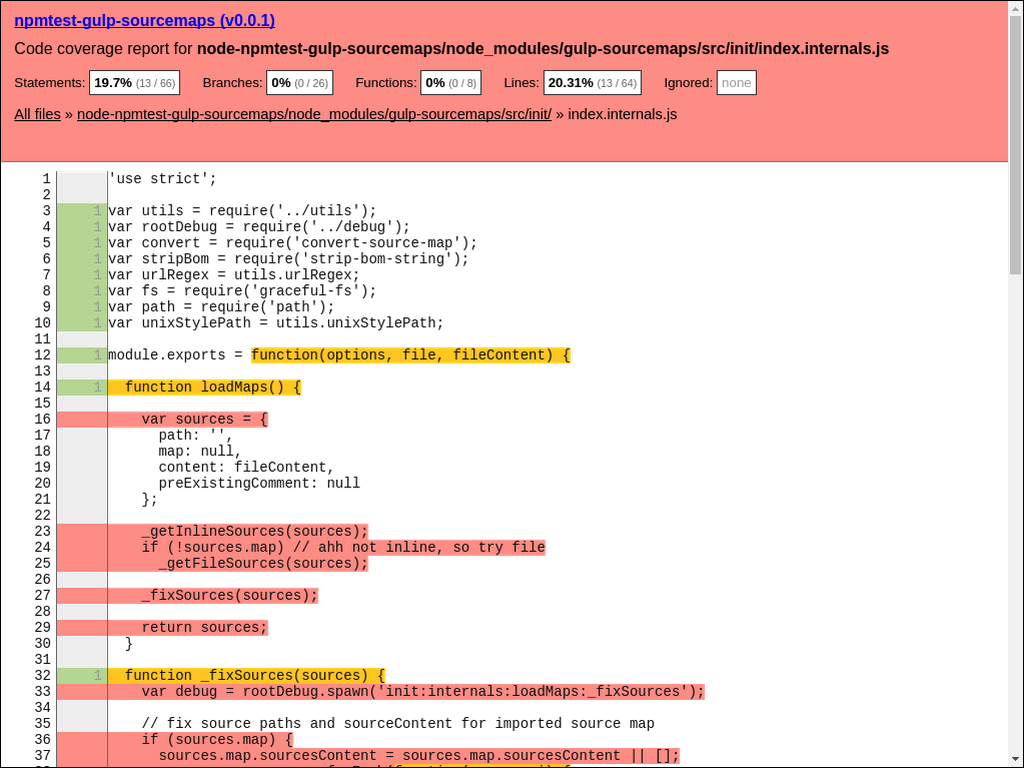 npmtest-gulp-sourcemaps (v0.0.1)
Code coverage report for node-npmtest-gulp-sourcemaps/node_modules/gulp-sourcemaps/src/init/index.internals.js
Statements: 19.7% (13 / 66) Branches: 0% (0 / 26) Functions: 0% (0 / 8) Lines: 20.31% (13 / 64) Ignored: none
All files » node-npmtest-gulp-sourcemaps/node_modules/gulp-sourcemaps/src/init/ » index.internals.js
1 'use strict';
2
3 1 var utils = require('../utils');
4 1 var rootDebug = require('../debug');
5 1 var convert = require('convert-source-map');
6 1 var stripBom = require('strip-bom-string');
7 1 var urlRegex = utils.urlRegex;
8 1 var fs = require('graceful-fs');
9 1 var path = require('path');
10 1 var unixStylePath = utils.unixStylePath;
11
12 1 module.exports = function(options, file, fileContent) {
13
14 1 function loadMaps() {
15
16 var sources = {
17 path: '',
18 map: null,
19 content: fileContent,
20 preExistingComment: null
21 };
22
23 _getInlineSources(sources);
24 if (!sources.map) // ahh not inline, so try file
25 _getFileSources(sources);
26
27 _fixSources(sources);
28
29 return sources;
30 }
31
32 1 function _fixSources(sources) {
33 var debug = rootDebug.spawn('init:internals:loadMaps:_fixSources');
34
35 // fix source paths and sourceContent for imported source map
36 if (sources.map) {
37 sources.map.sourcesContent = sources.map.sourcesContent || [];